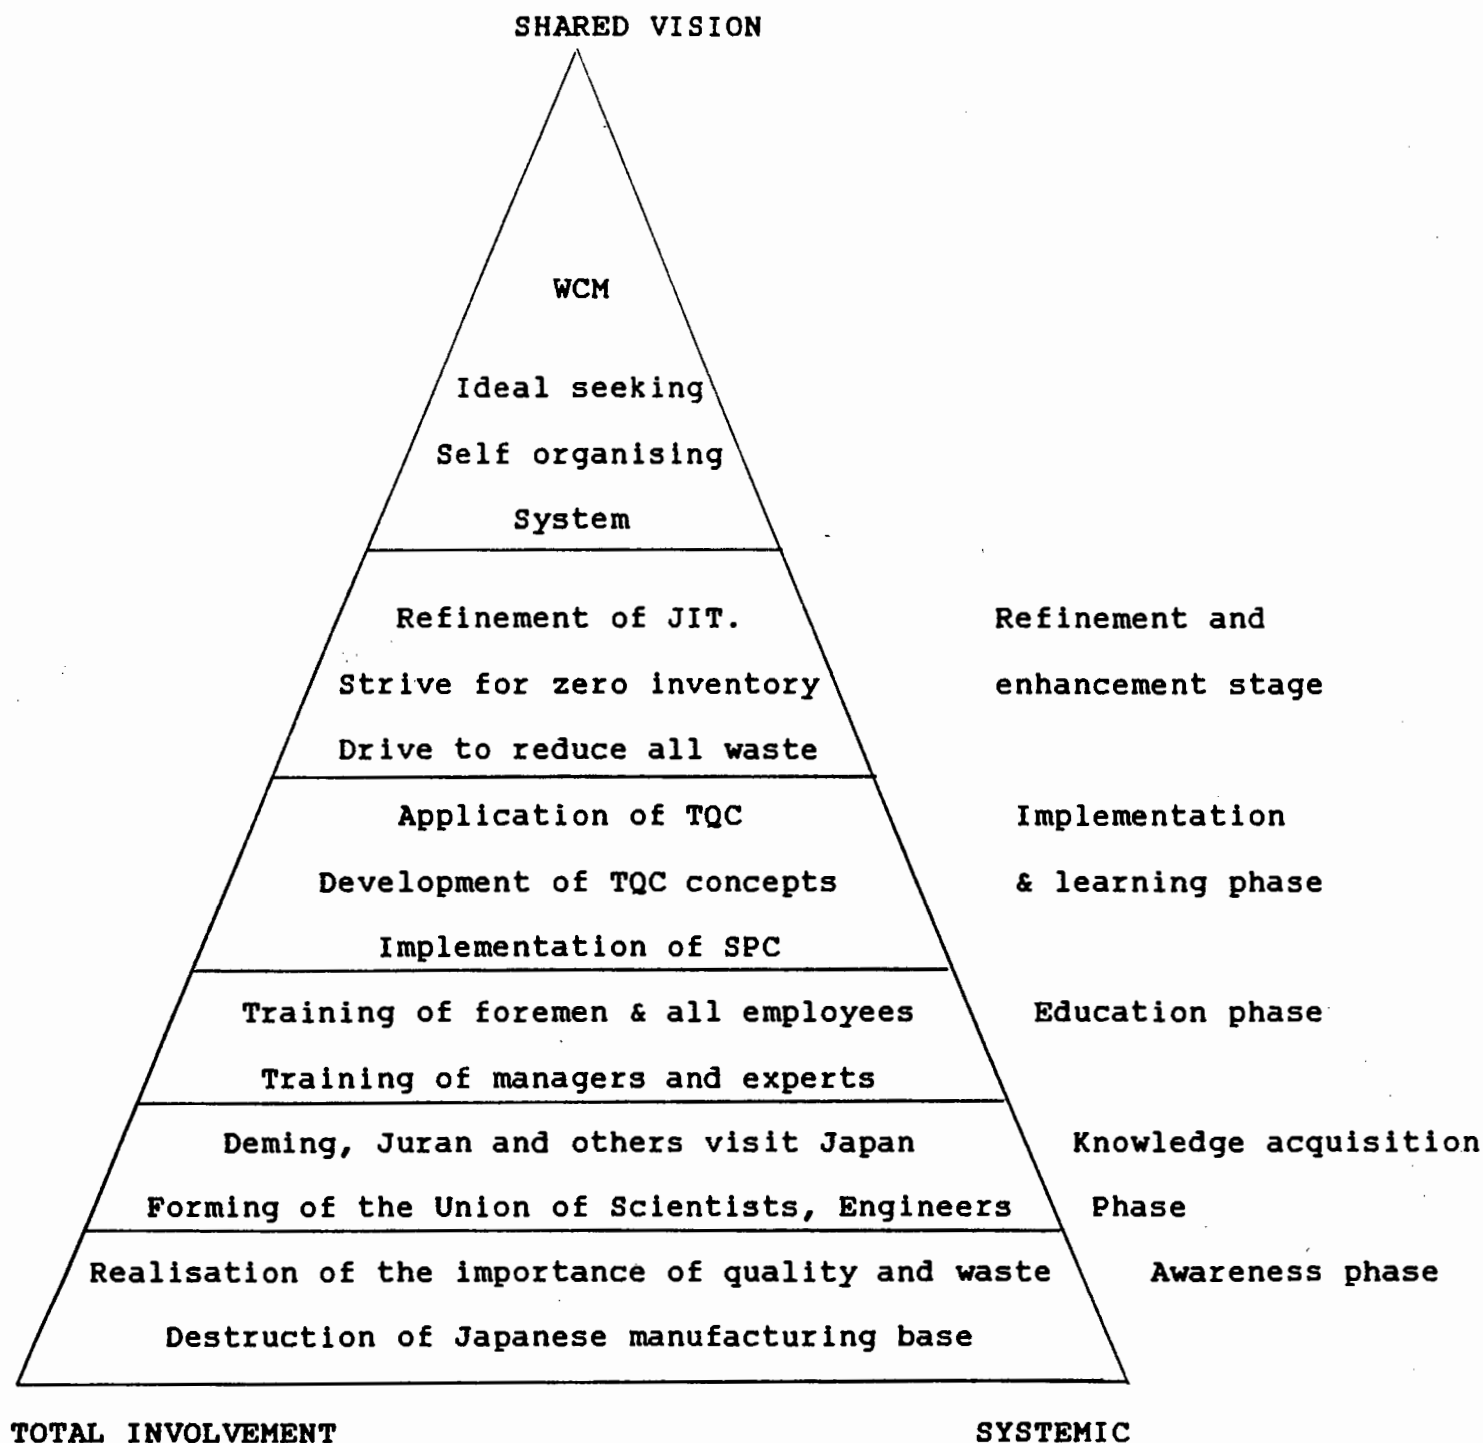 SHARED VISION
WCM
Ideal seeking
Self organising
System
Refinement of JIT. Refinement and
Strive for zero inventory enhancement stage
Drive to reduce all waste
Application of TQC Implementation
Development of TQC concepts & learning phase
Implementation of SPC
Training of foremen & all employees Education phase
Training of managers and experts
Deming, Juran and others visit Japan Knowledge acquisition
Forming of the Union of Scientists, Engineers Phase
Realisation of the importance of quality and waste Awareness phase
Destruction of Japanese manufacturing base
TOTAL INVOLVEMENT SYSTEMIC